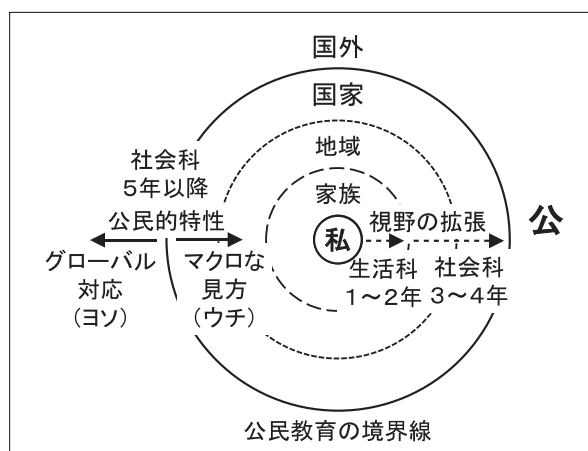 国外
国家
地域
家族
私
公
社会科
5年以降
公民的特性
グローバル
対応
(ヨソ)
マクロな
見方
(ウチ)
視野の拡張
生活科
1〜2年
社会科
3〜4年
公民教育の境界線